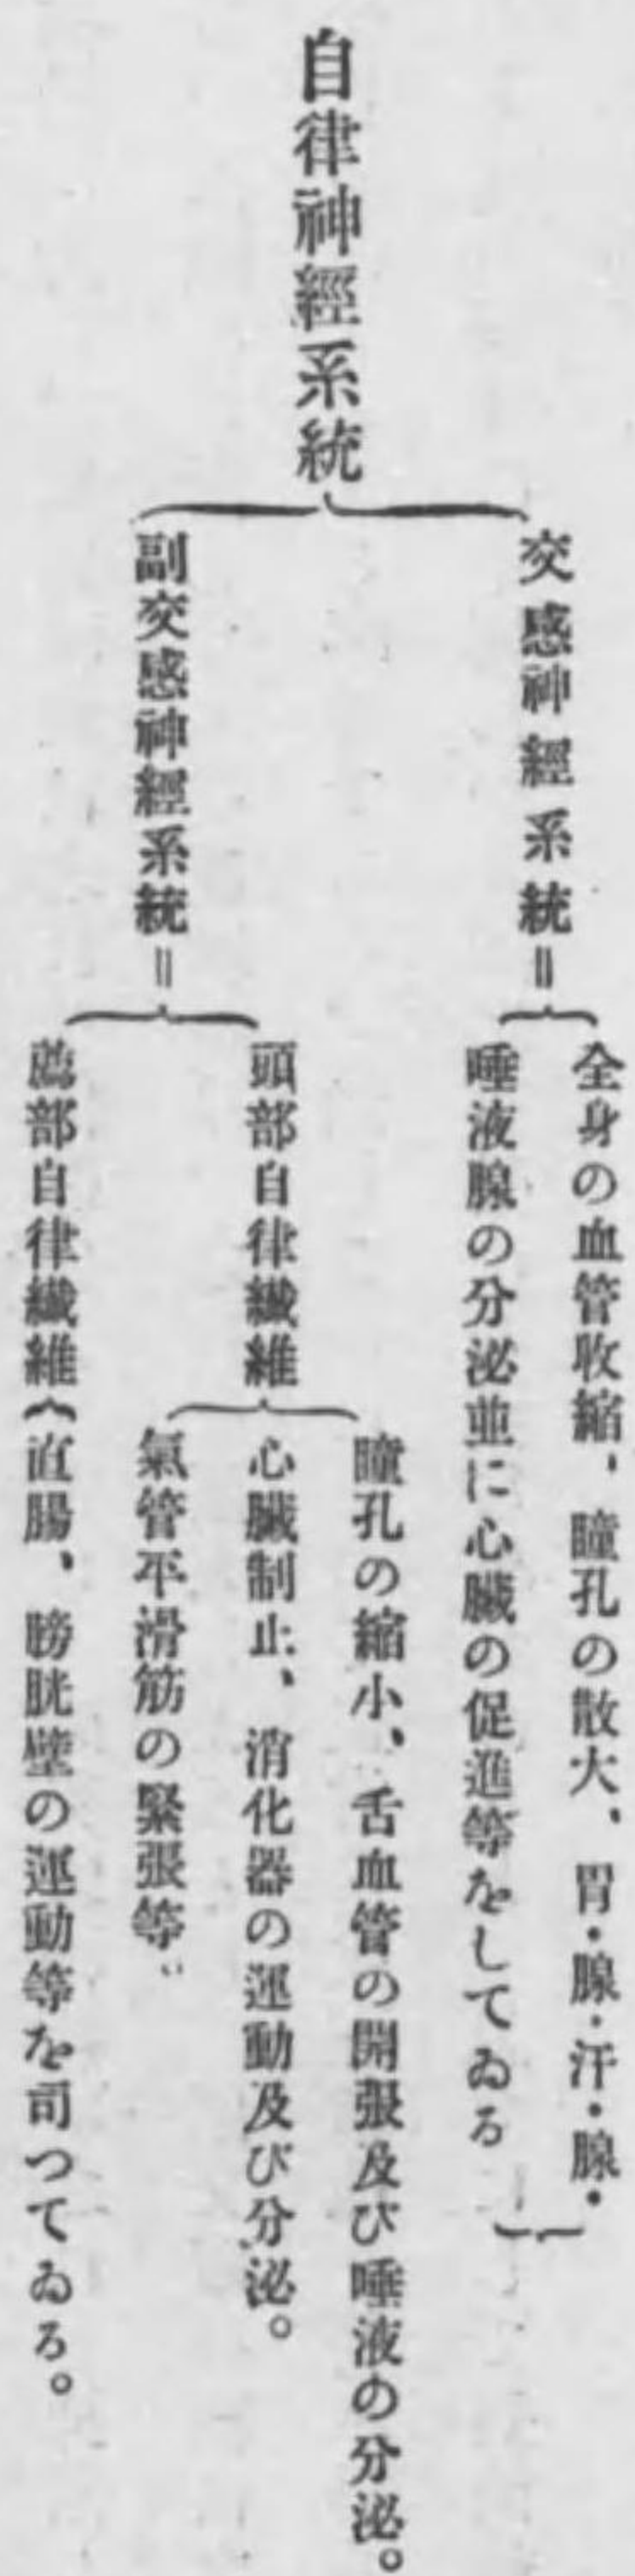 自律神經系統
交感神經系統＝
全身の血管收縮、瞳孔の散大、胃・腺・汗・腺・
唾液腺の分泌並に心臟の促進等をしてゐる
副交感神經系統＝
頭部自律纖維
瞳孔の縮小、舌血管の開張及び唾液の分泌。
心臟制止、消化器の運動及び分泌。
氣管平滑筋の緊張等
薦部自律纖維
直腸、膀胱壁の運動等を司つてゐる。